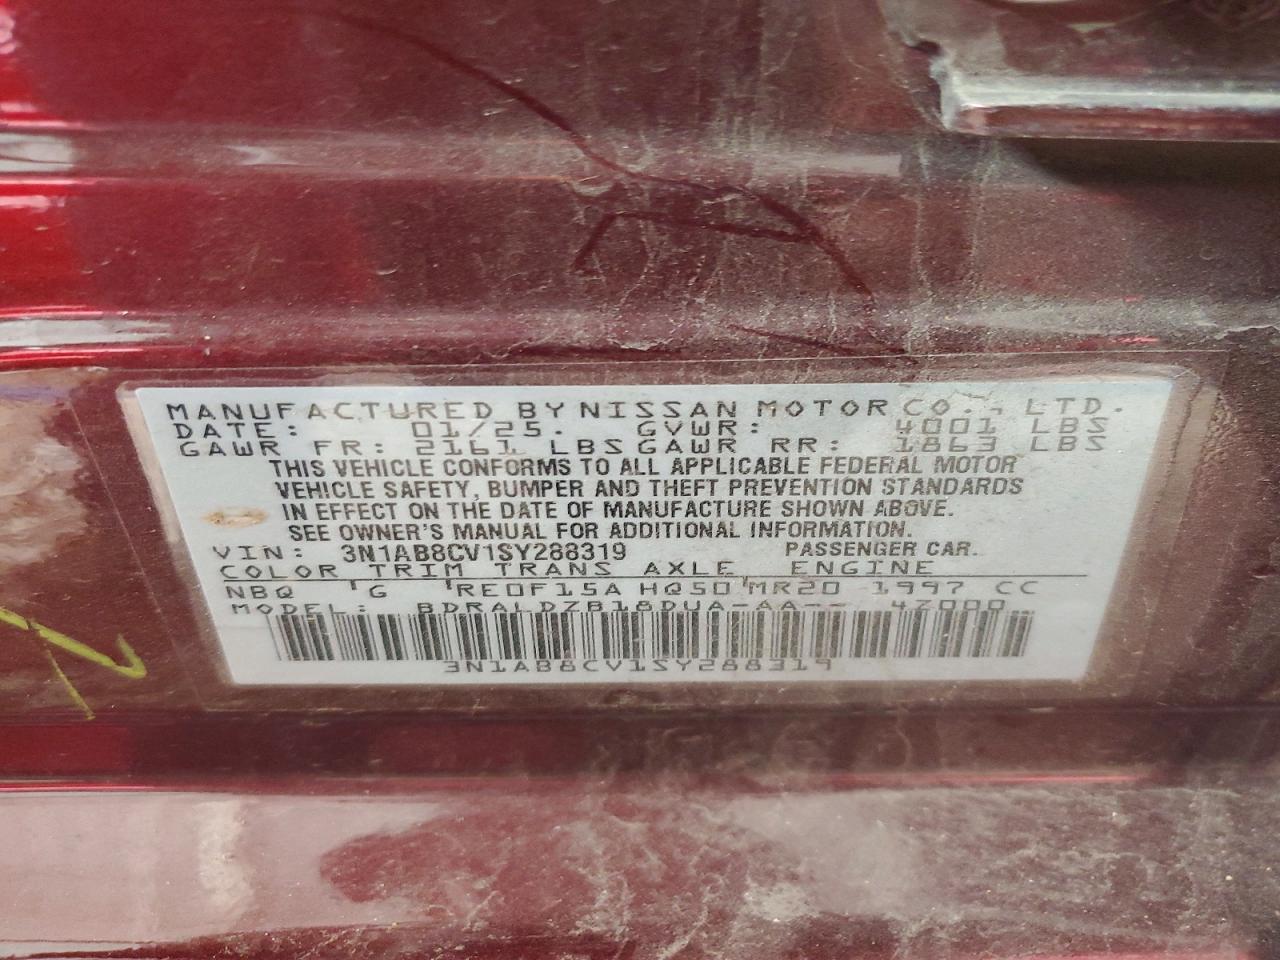 MANUFACTURED BY NISSAN MOTOR CO., LTD.
DATE: 01/25. GVWR: 4001 LBS
GAWR FR: 2161 LBS GAWR RR: 1863 LBS
THIS VEHICLE CONFORMS TO ALL APPLICABLE FEDERAL MOTOR
VEHICLE SAFETY, BUMPER AND THEFT PREVENTION STANDARDS
IN EFFECT ON THE DATE OF MANUFACTURE SHOWN ABOVE.
SEE OWNER'S MANUAL FOR ADDITIONAL INFORMATION.
VIN: 3N1AB8CV1SY288319 PASSENGER CAR.
COLOR TRIM TRANS AXLE ENGINE
NBQ G RE0F15A HQ50 MR20 1997 CC
MODEL: BDRALDZB18DUA-AA-- 4Z000
3N1AB8CV1SY288319